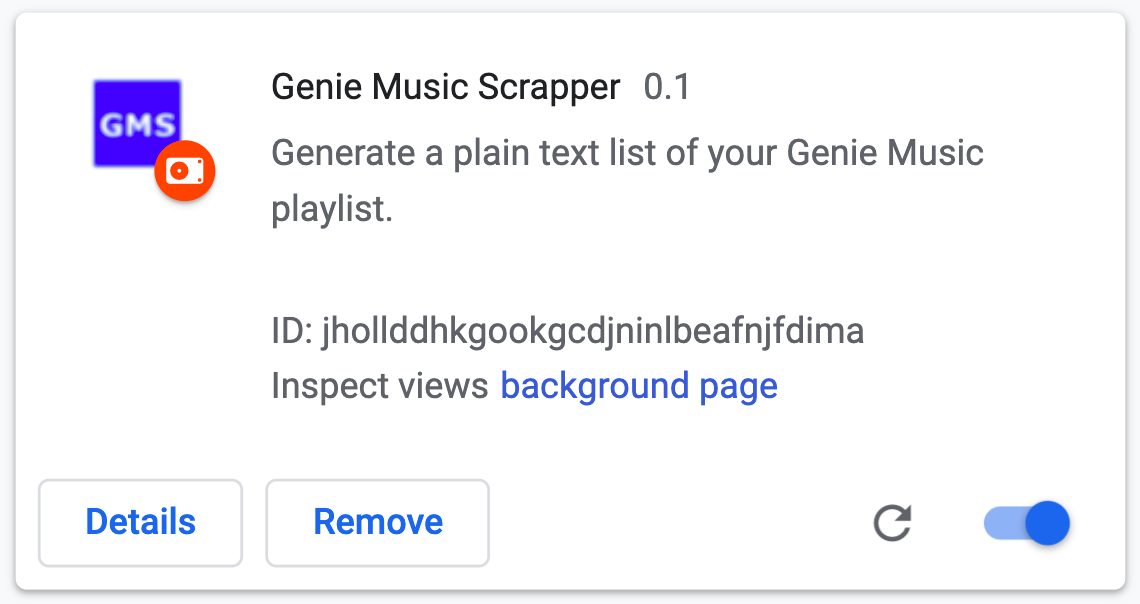 GMS
Genie Music Scrapper 0.1
Generate a plain text list of your Genie Music
playlist.
ID: jhollddhkgookgcdjninlbeafnjfdima
Inspect views background page
Details Remove